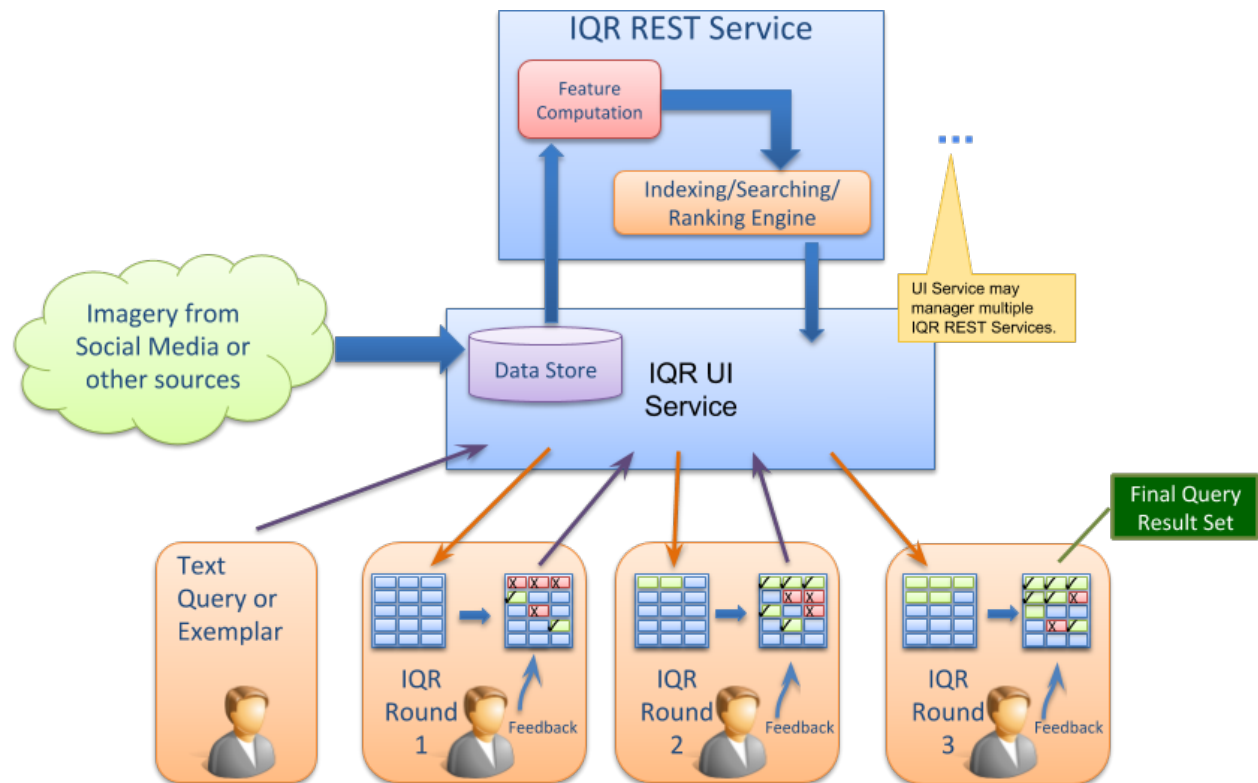 IQR REST Service
Feature
Computation
Indexing/Searching/
Ranking Engine
UI Service may
manager multiple
IQR REST Services.
Imagery from
Social Media or
other sources
Data Store
IQR UI
Service
Final Query
Result Set
Text
Query or
Exemplar
IQR
Round
1
Feedback
IQR
Round
2
Feedback
IQR
Round
3
Feedback